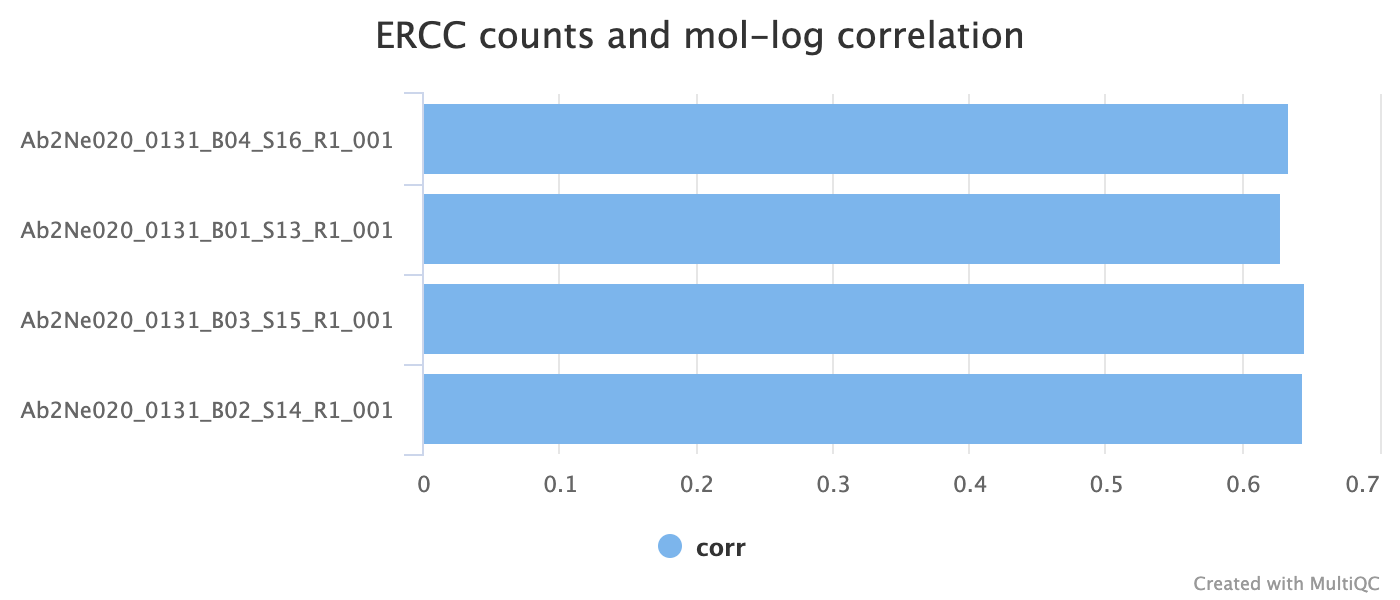 ERCC counts and mol-log correlation
Ab2Ne020_0131_B04_S16_R1_001
Ab2Ne020_0131_B01_S13_R1_001
Ab2Ne020_0131_B03_S15_R1_001
Ab2Ne020_0131_B02_S14_R1_001
0 0.1 0.2 0.3 0.4 0.5 0.6 0.7
corr
Created with MultiQC